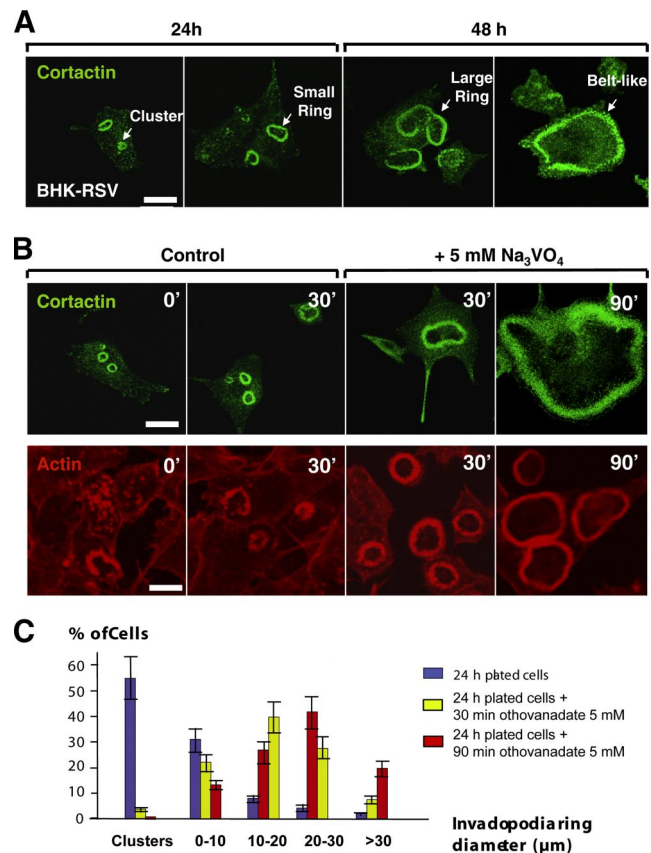 A
24h
48 h
Cortactin
Cluster
Small
Ring
Large
Ring
Belt-like
BHK-RSV
B
Control
+ 5 mM Na₃VO₄
Cortactin
0’
30’
30’
90’
Actin
0’
30’
30’
90’
C
% ofCells
60
50
40
30
20
10
0
Clusters
0-10
10-20
20-30
>30
Invadopodiaring
diameter (µm)
24 h plated cells
24 h plated cells +
30 min othovanadate 5 mM
24 h plated cells +
90 min othovanadate 5 mM